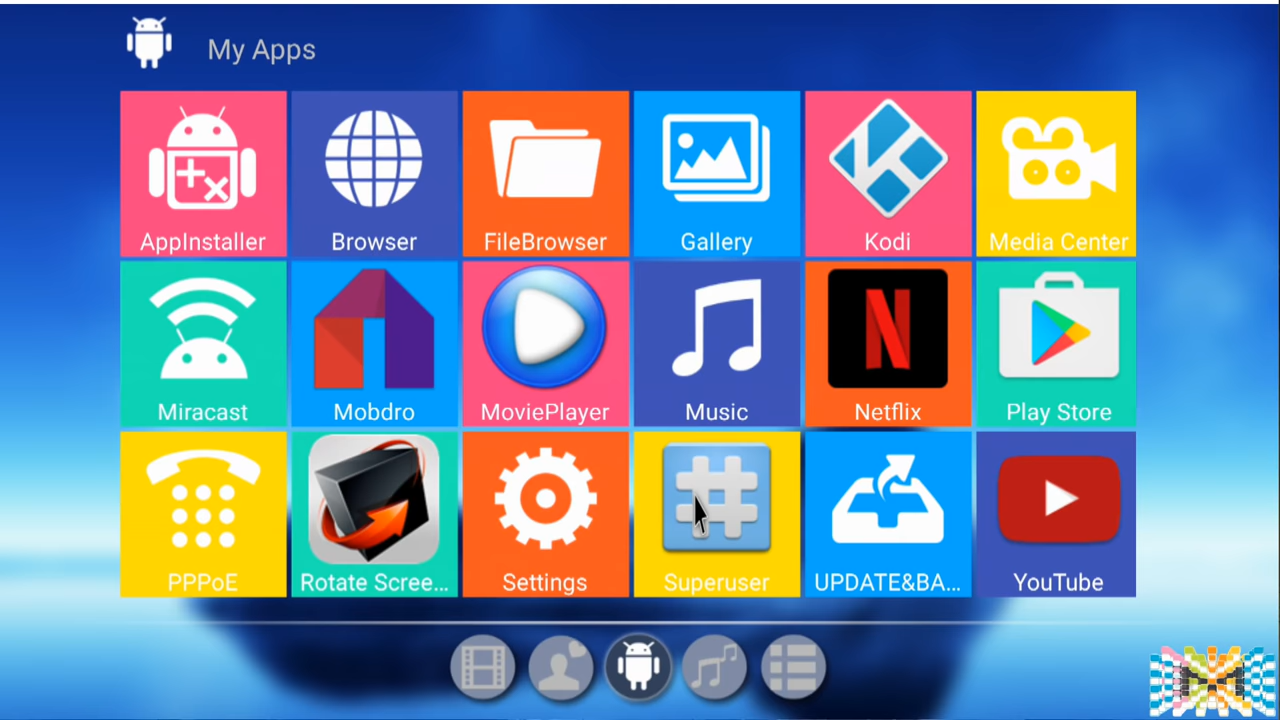 My Apps
AppInstaller
Browser
FileBrowser
Gallery
Kodi
Media Center
Miracast
Mobdro
MoviePlayer
Music
Netflix
Play Store
PPPoE
Rotate Scree...
Settings
Superuser
UPDATE&BA...
YouTube